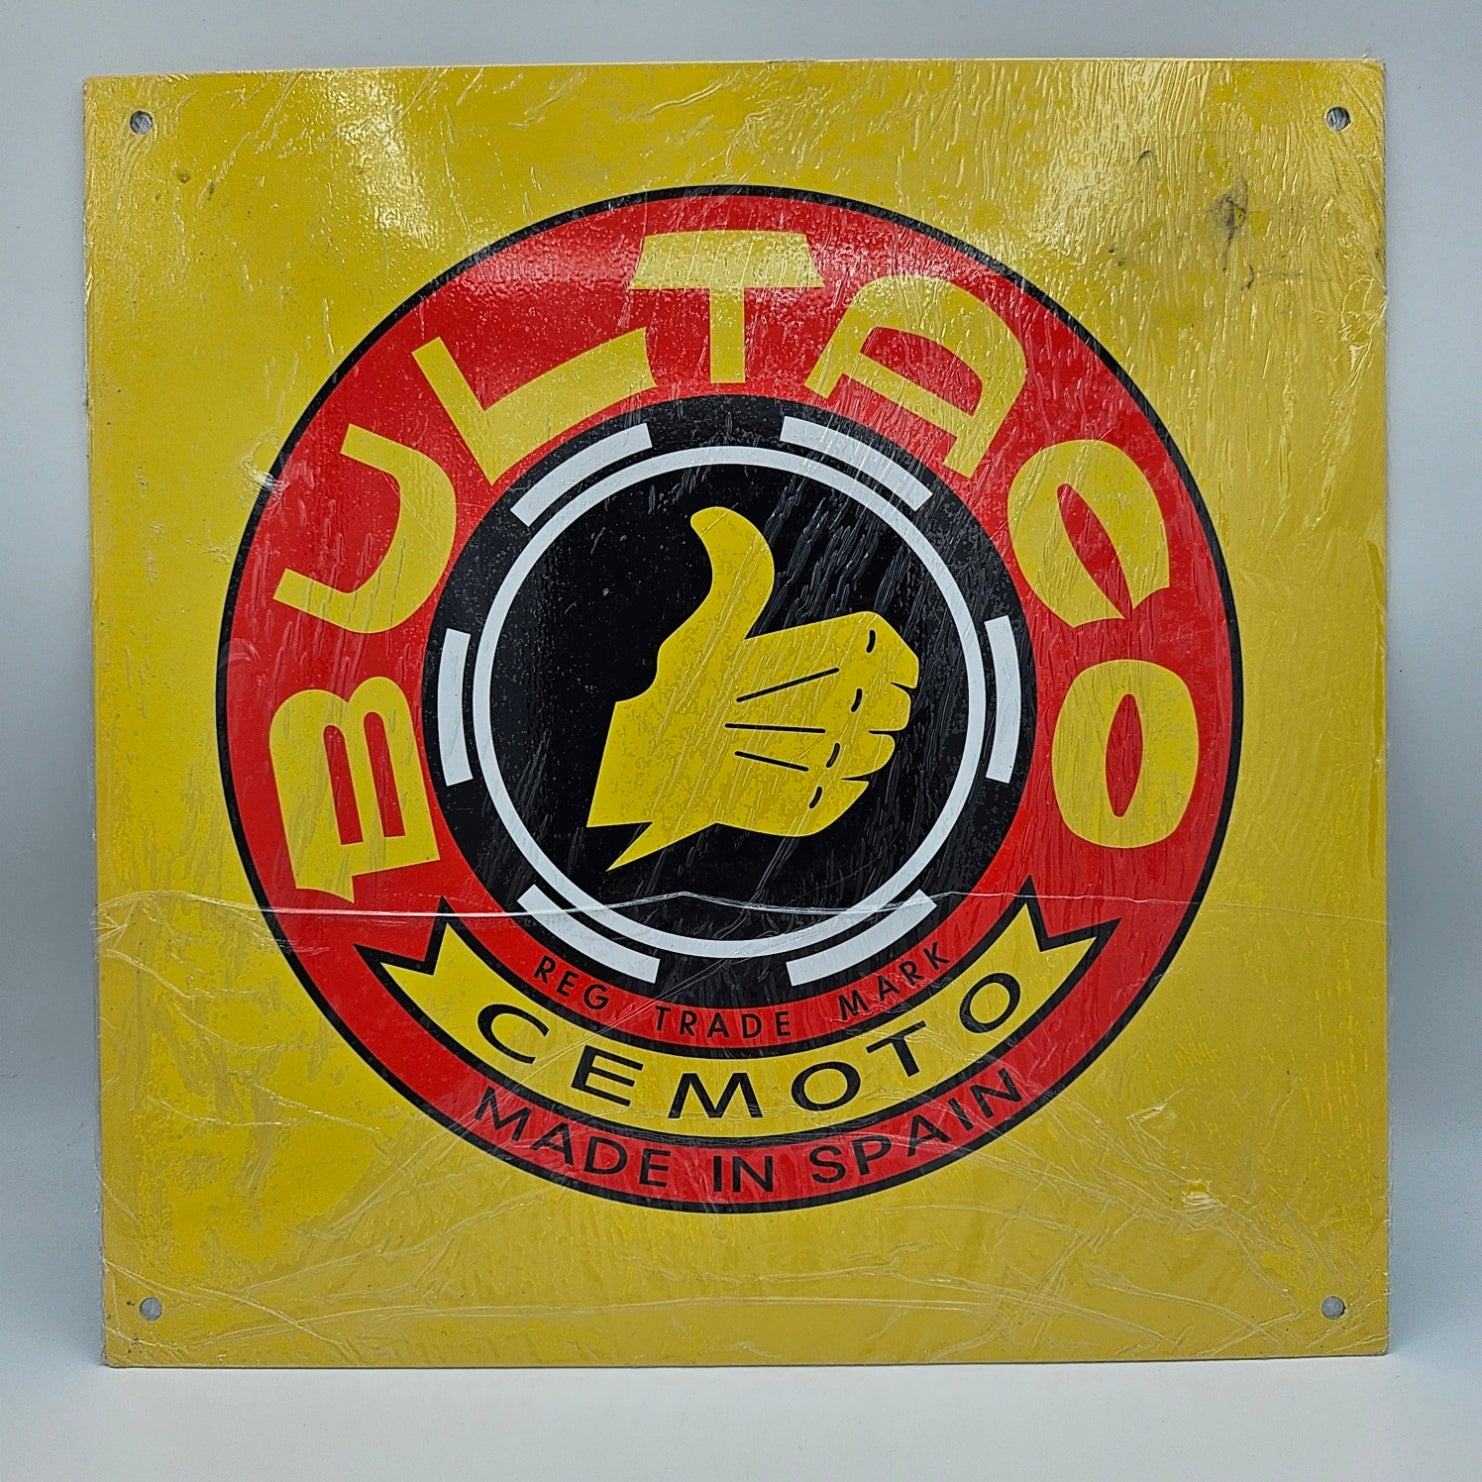 BULTACO
REG. TRADE MARK
CEMOTO
MADE IN SPAIN